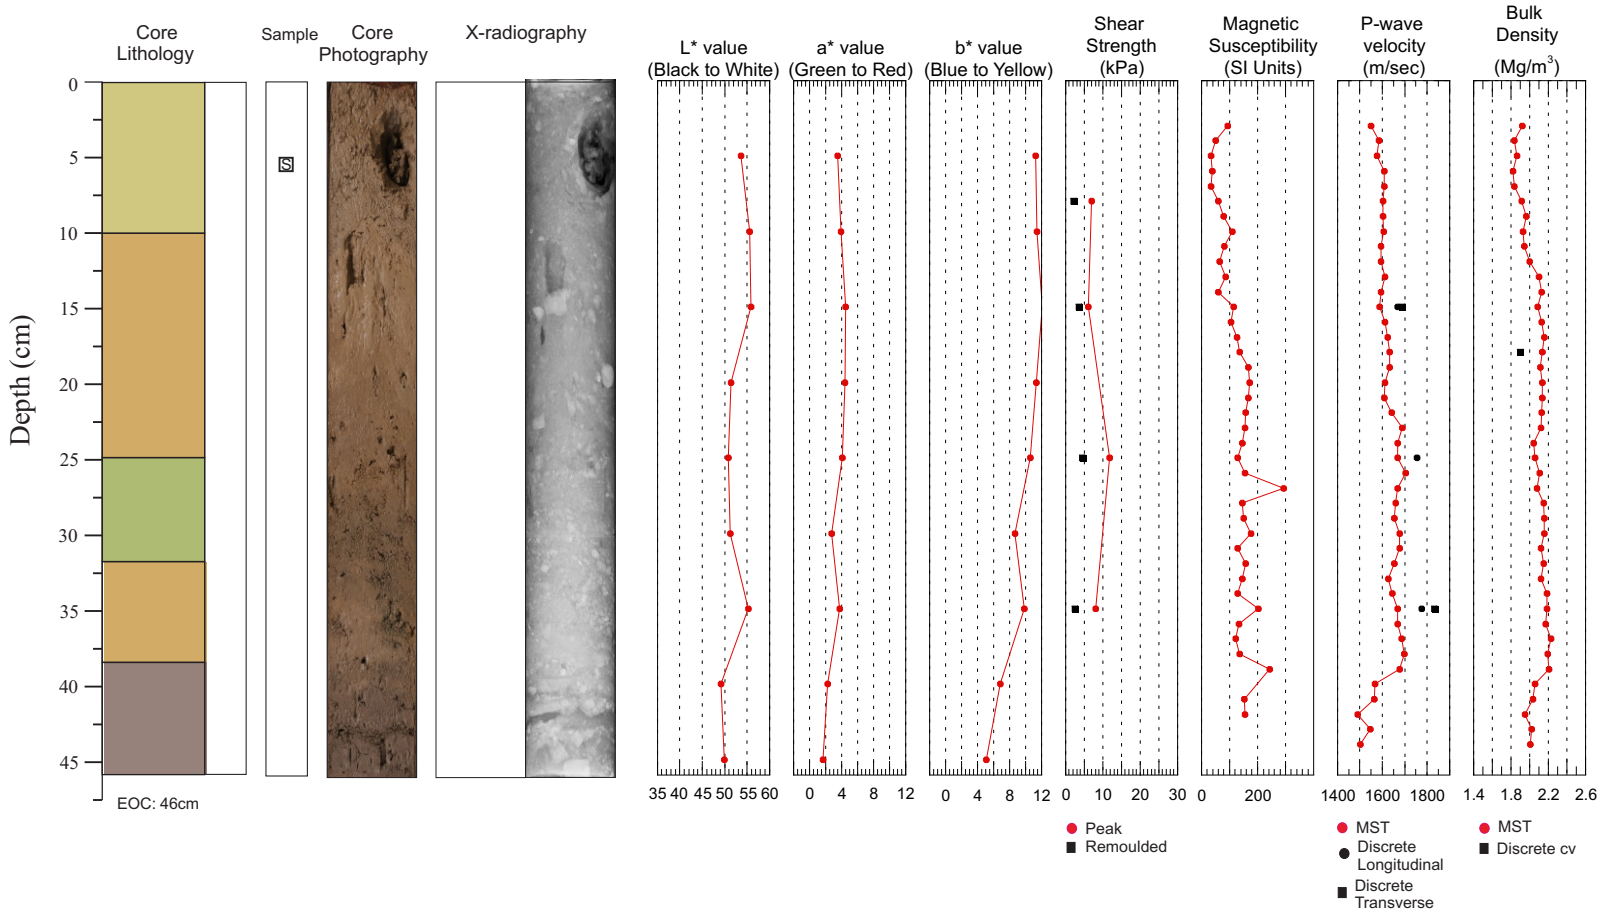 Core
Lithology
Sample
Core
Photography
X-radiography
L* value
(Black to White)
a* value
(Green to Red)
b* value
(Blue to Yellow)
Shear
Strength
(kPa)
Magnetic
Susceptibility
(SI Units)
P-wave
velocity
(m/sec)
Bulk
Density
(Mg/m³)
Depth (cm)
0
5
10
15
20
25
30
35
40
45
S
EOC: 46cm
35 40 45 50 55 60
0 4 8 12
0 4 8 12
0 10 20 30
0 200
1400 1600 1800
1.4 1.8 2.2 2.6
Peak
Remoulded
MST
Discrete
Longitudinal
Discrete
Transverse
MST
Discrete cv